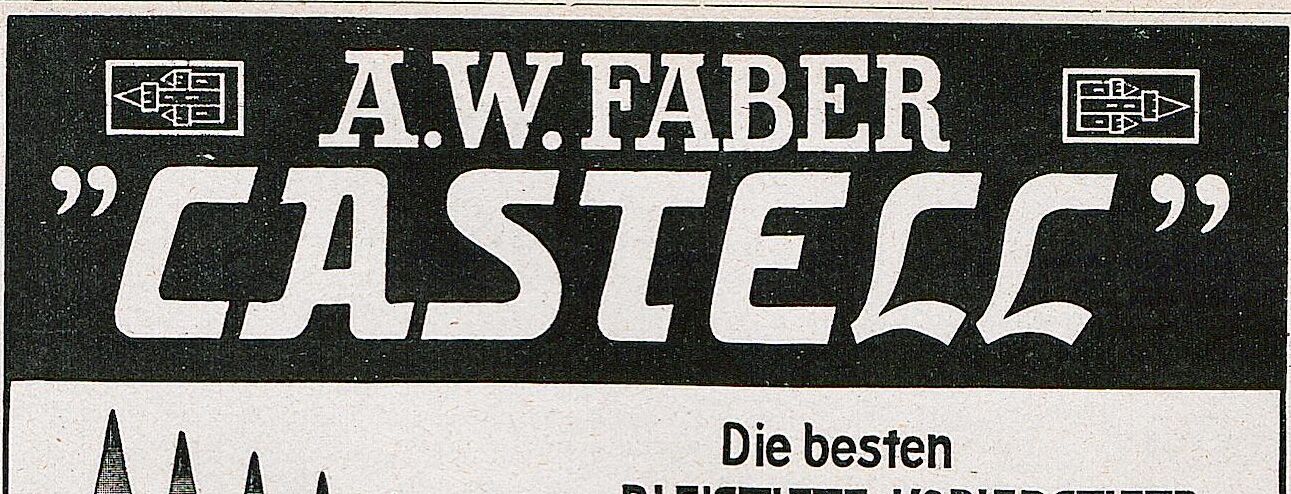 A.W.FABER
”CASTELL”
Die besten